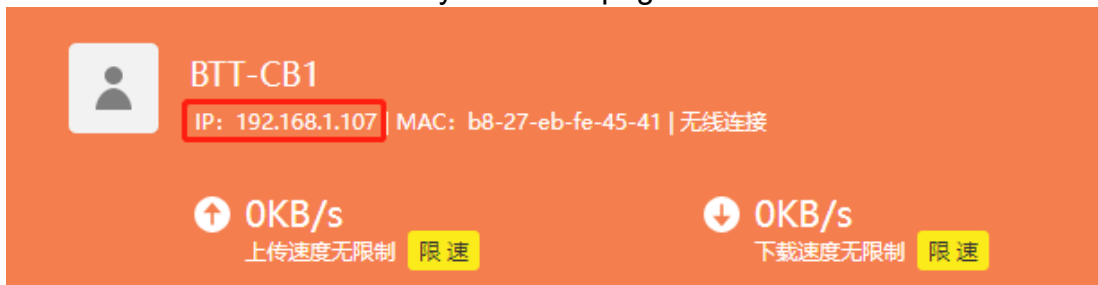 BTT-CB1
IP: 192.168.1.107 | MAC: b8-27-eb-fe-45-41 | 无线连接
0KB/s
上传速度无限制 限速
0KB/s
下载速度无限制 限速